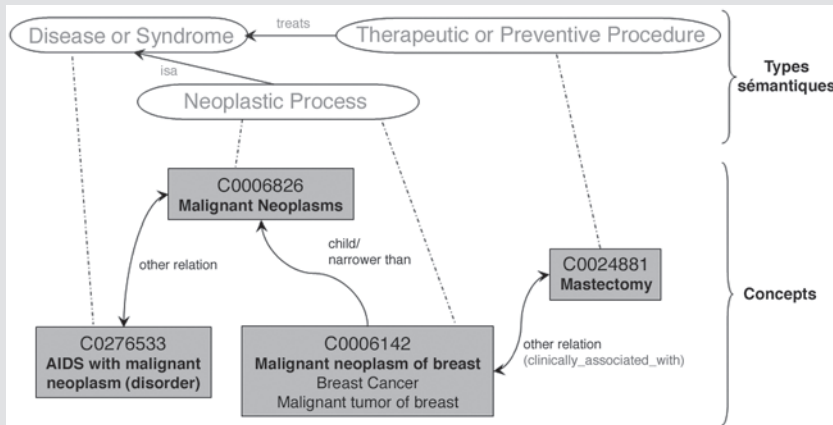 Disease or Syndrome
treats
Therapeutic or Preventive Procedure
isa
Neoplastic Process
Types
sémantiques
C0006826
Malignant Neoplasms
other relation
child/
narrower than
C0024881
Mastectomy
Concepts
C0276533
AIDS with malignant
neoplasm (disorder)
C0006142
Malignant neoplasm of breast
Breast Cancer
Malignant tumor of breast
other relation
(clinically_associated_with)